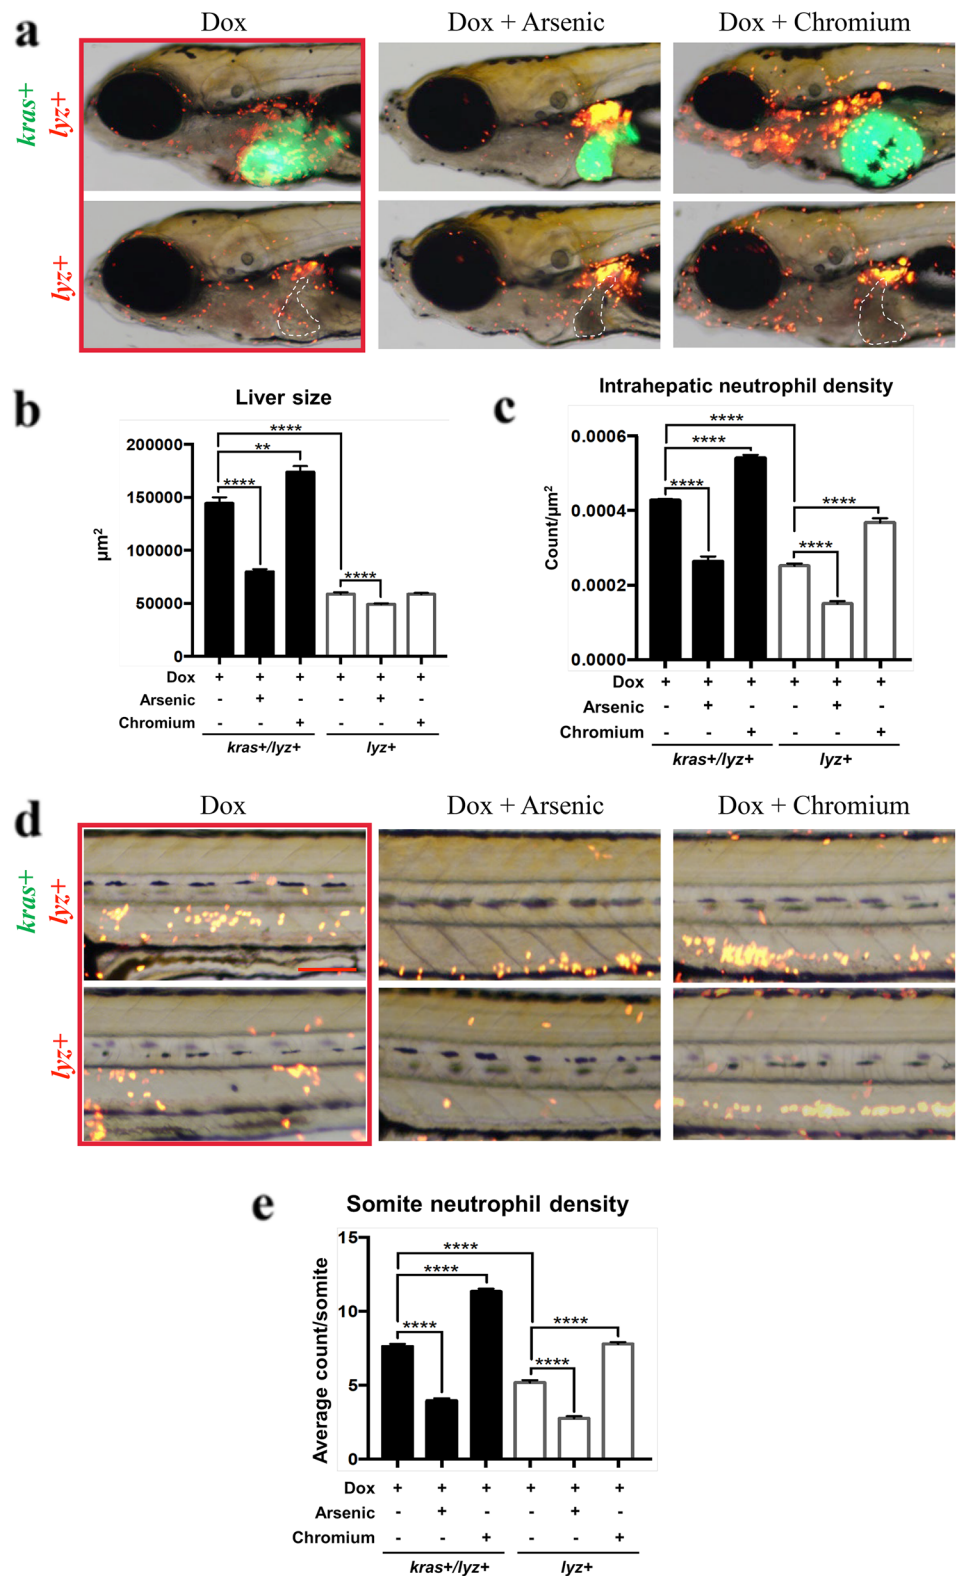 a
Dox
Dox + Arsenic
Dox + Chromium
kras+
lyz+
lyz+
b
Liver size
200000
150000
100000
50000
0
µm²
****
**
****
****
Dox + + + + + +
Arsenic - + - - + -
Chromium - - + - - +
kras+/lyz+
lyz+
c
Intrahepatic neutrophil density
0.0006
0.0004
0.0002
0.0000
Count/µm²
****
****
****
****
****
Dox + + + + + +
Arsenic - + - - + -
Chromium - - + - - +
kras+/lyz+
lyz+
d
Dox
Dox + Arsenic
Dox + Chromium
kras+
lyz+
lyz+
e
Somite neutrophil density
15
10
5
0
Average count/somite
****
****
****
****
****
Dox + + + + + +
Arsenic - + - - + -
Chromium - - + - - +
kras+/lyz+
lyz+